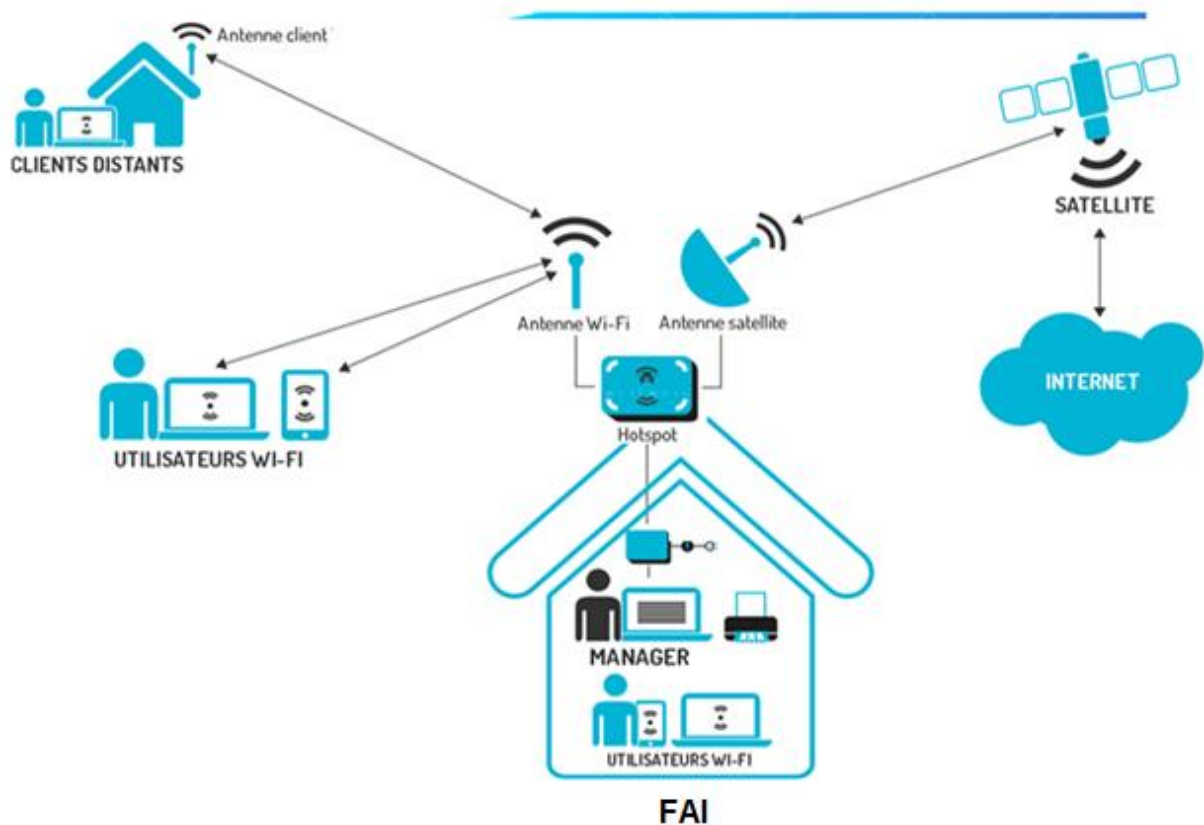 Antenne client
CLIENTS DISTANTS
SATELLITE
Antenne Wi-Fi
Antenne satellite
INTERNET
Hotspot
UTILISATEURS WI-FI
MANAGER
UTILISATEURS WI-FI
FAI